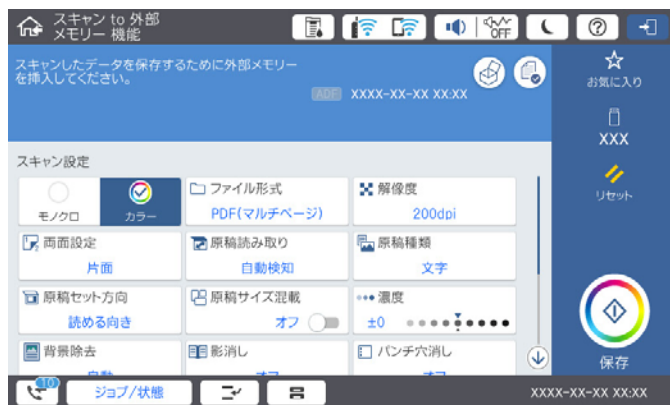 スキャン to 外部
メモリー 機能
OFF
スキャンしたデータを保存するために外部メモリー
を挿入してください。
ADF XXXX-XX-XX XX:XX
お気に入り
XXX
リセット
スキャン設定
モノクロ
カラー
ファイル形式
PDF(マルチページ)
解像度
200dpi
両面設定
片面
原稿読み取り
自動検知
原稿種類
文字
原稿セット方向
読める向き
原稿サイズ混載
オフ
濃度
±0
背景除去
自動
影消し
オフ
パンチ穴消し
オフ
保存
10
ジョブ/状態
XXXX-XX-XX XX:XX